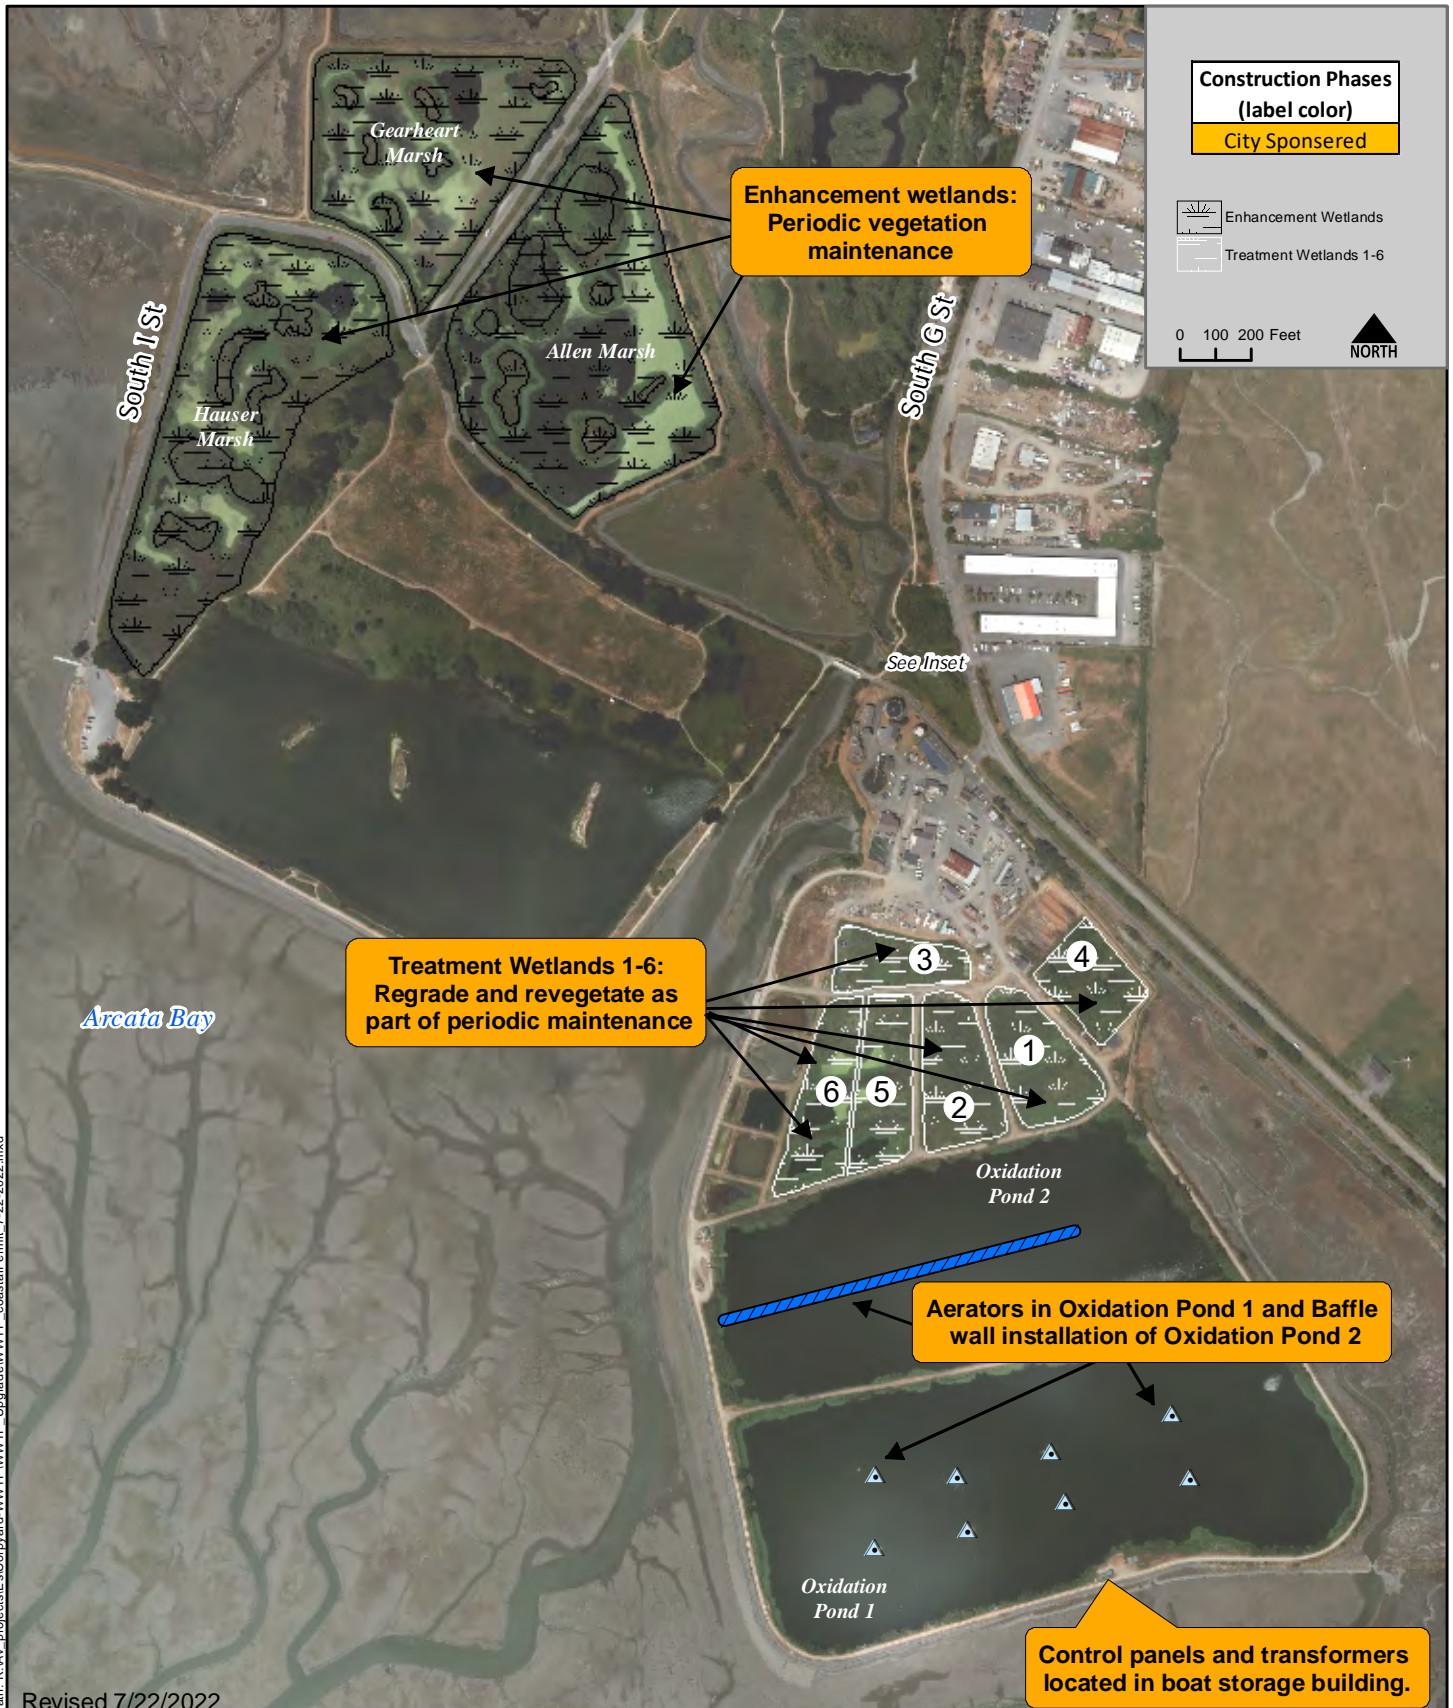 Construction Phases
(label color)
City Sponsered
Enhancement Wetlands
Treatment Wetlands 1-6
0 100 200 Feet
NORTH
Gearheart
Marsh
Enhancement wetlands:
Periodic vegetation
maintenance
South I St
South G St
Allen Marsh
Hauser
Marsh
See Inset
Treatment Wetlands 1-6:
Regrade and revegetate as
part of periodic maintenance
3
4
Arcata Bay
1
6
5
2
Oxidation
Pond 2
Aerators in Oxidation Pond 1 and Baffle
wall installation of Oxidation Pond 2
Oxidation
Pond 1
Control panels and transformers
located in boat storage building.
Revised 7/22/2022